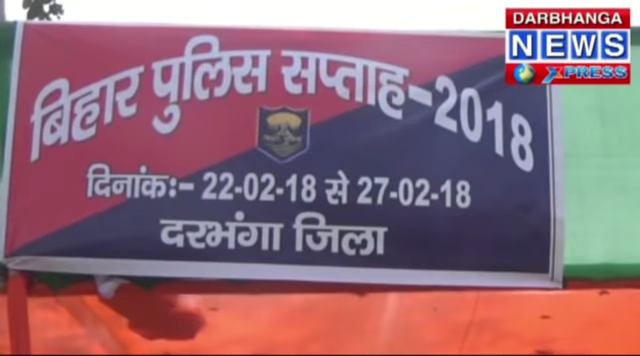 DARBHANGA
NEWS
XPRESS
बिहार पुलिस सप्ताह-2018
दिनांकः- 22-02-18 से 27-02-18
दरभंगा जिला